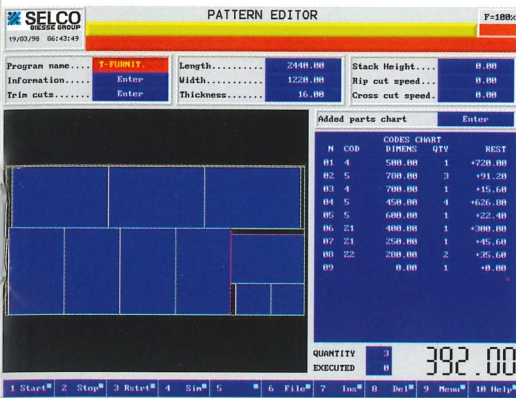 SELCO
BIESSE GROUP
19/03/98 06:43:49
PATTERN EDITOR
F=100%
Program name.... T-FURNIT.
Information..... Enter
Trim cuts....... Enter
Length.......... 2440.00
Width........... 1220.00
Thickness....... 16.00
Stack Height.... 0.00
Rip cut speed... 0.00
Cross cut speed. 0.00
Added parts chart Enter
CODES CHART
N COD DIMENS QTY REST
01 4 500.00 1 +720.00
02 5 780.00 3 +91.20
03 4 700.00 1 +15.60
04 5 450.00 4 +626.80
05 5 600.00 1 +22.40
06 Z1 400.00 1 +300.00
07 Z1 250.00 1 +45.60
08 Z2 280.00 2 +35.60
09 0.00 1 +0.00
QUANTITY 3
EXECUTED 0
392.00
1 Start 2 Stop 3 Rstrt 4 Sim 5 6 File 7 Ins 8 Del 9 Menu 10 Help